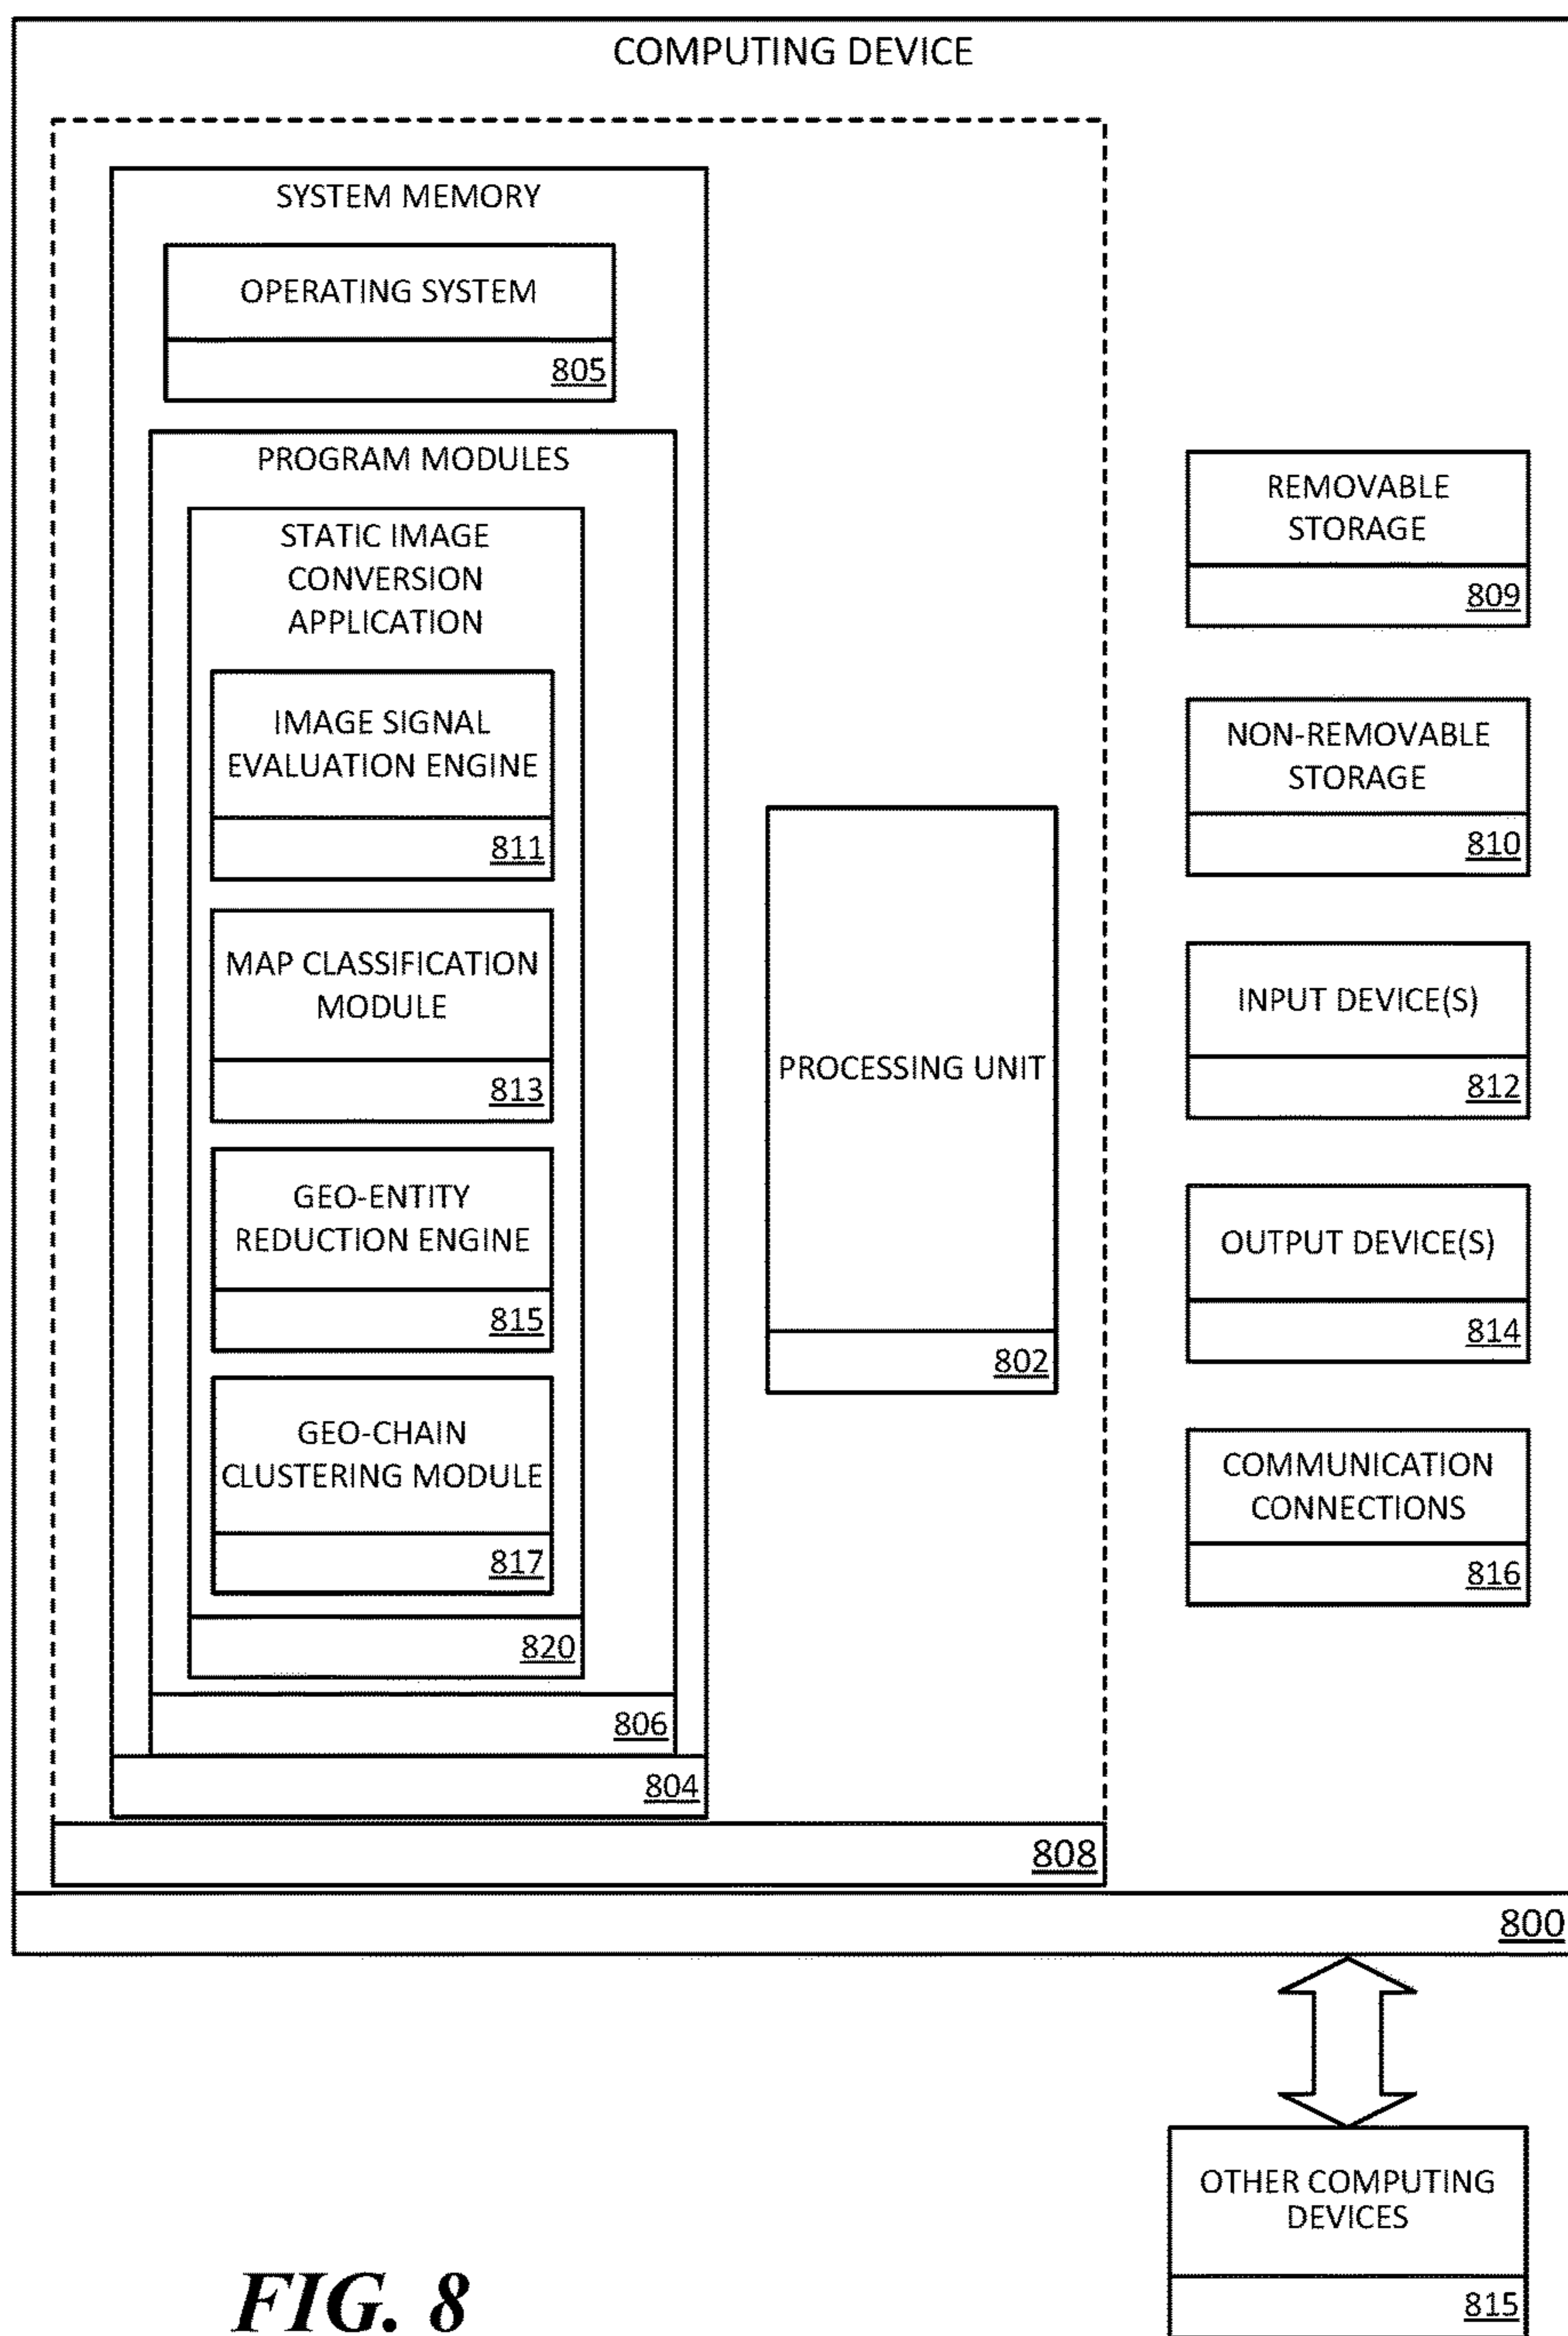 COMPUTING DEVICE
SYSTEM MEMORY
OPERATING SYSTEM
805
PROGRAM MODULES
STATIC IMAGE
CONVERSION
APPLICATION
IMAGE SIGNAL
EVALUATION ENGINE
811
MAP CLASSIFICATION
MODULE
813
GEO-ENTITY
REDUCTION ENGINE
815
GEO-CHAIN
CLUSTERING MODULE
817
820
806
804
PROCESSING UNIT
802
808
REMOVABLE
STORAGE
809
NON-REMOVABLE
STORAGE
810
INPUT DEVICE(S)
812
OUTPUT DEVICE(S)
814
COMMUNICATION
CONNECTIONS
816
800
OTHER COMPUTING
DEVICES
815
FIG. 8